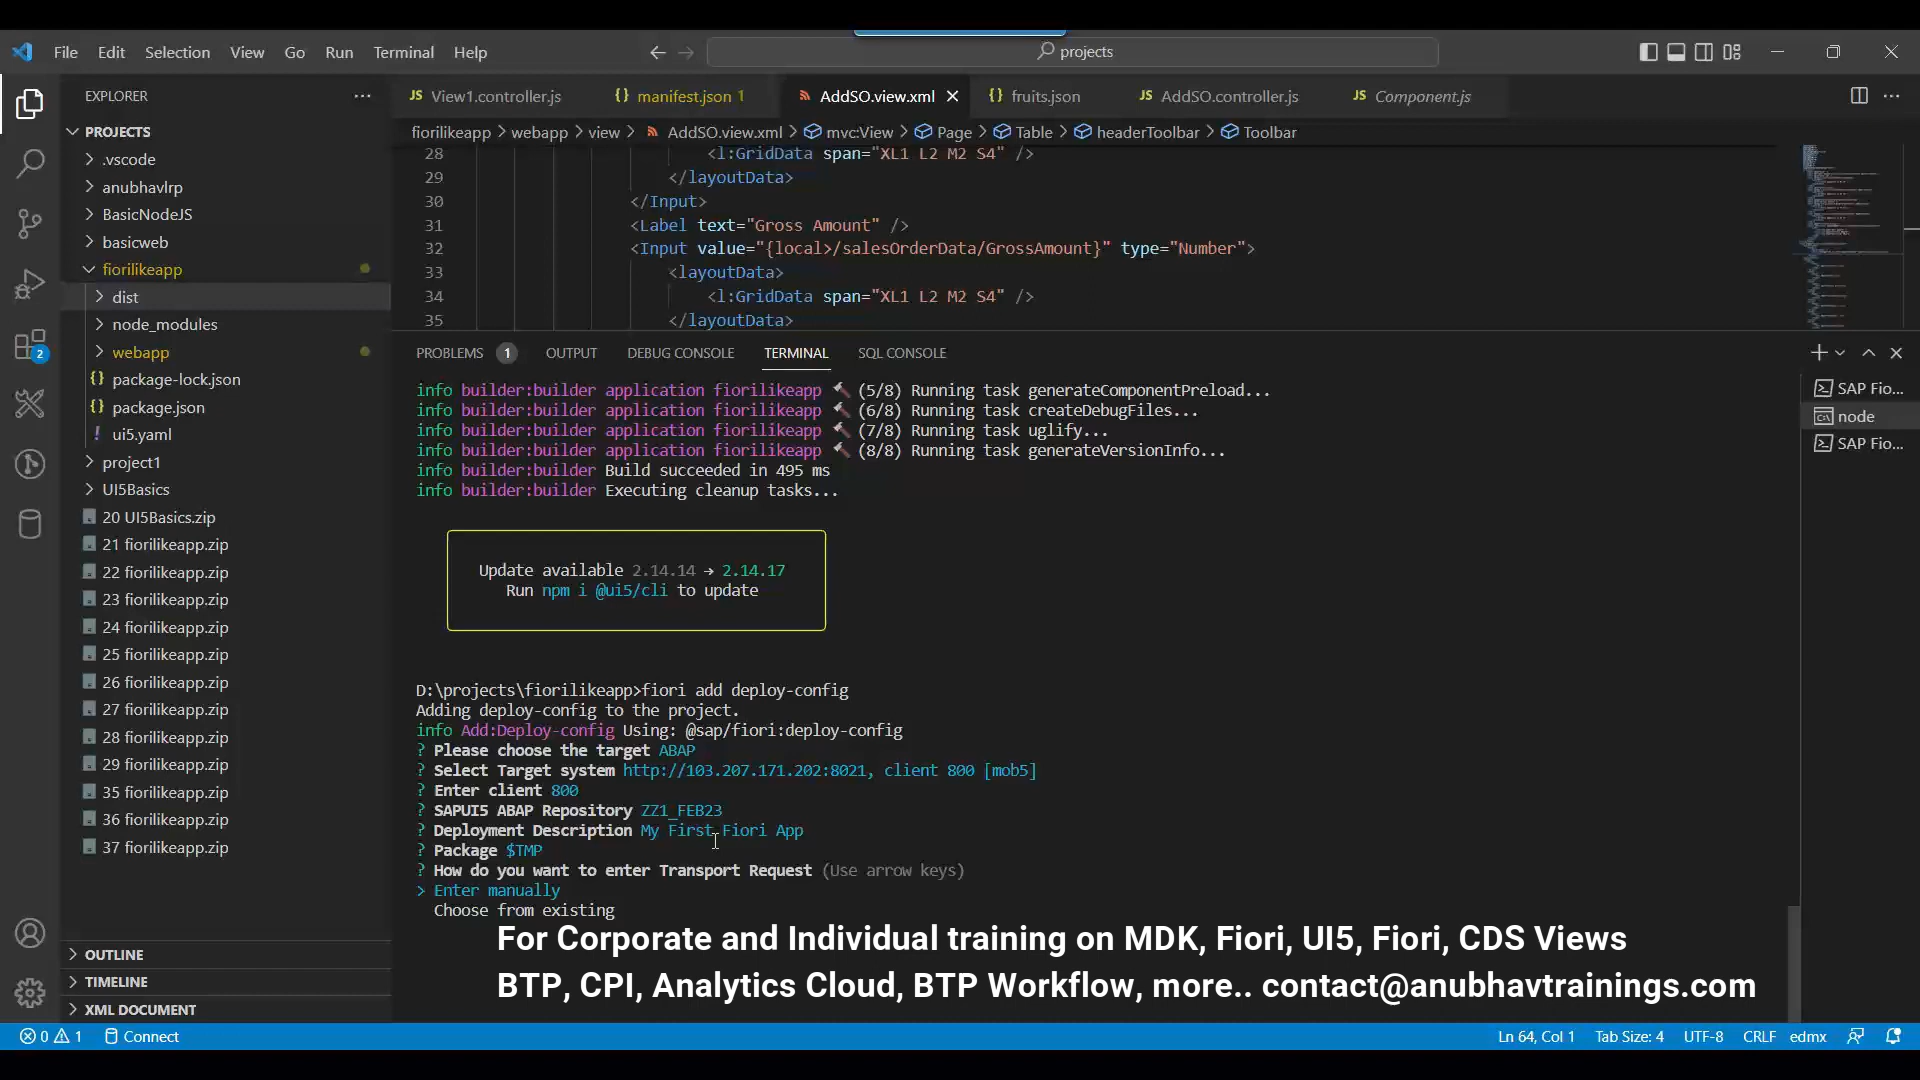 File Edit Selection View Go Run Terminal Help
projects
EXPLORER
PROJECTS
.vscode
anubhavlrp
BasicNodeJS
basicweb
fiorilikeapp
dist
node_modules
webapp
{} package-lock.json
{} package.json
! ui5.yaml
project1
UI5Basics
20 UI5Basics.zip
21 fiorilikeapp.zip
22 fiorilikeapp.zip
23 fiorilikeapp.zip
24 fiorilikeapp.zip
25 fiorilikeapp.zip
26 fiorilikeapp.zip
27 fiorilikeapp.zip
28 fiorilikeapp.zip
29 fiorilikeapp.zip
35 fiorilikeapp.zip
36 fiorilikeapp.zip
37 fiorilikeapp.zip
OUTLINE
TIMELINE
XML DOCUMENT
2
JS View1.controller.js {} manifest.json 1 AddSO.view.xml {} fruits.json JS AddSO.controller.js JS Component.js
fiorilikeapp > webapp > view > AddSO.view.xml > mvc:View > Page > Table > headerToolbar > Toolbar
28 <l:GridData span="XL1 L2 M2 S4" />
29 </layoutData>
30 </Input>
31 <Label text="Gross Amount" />
32 <Input value="{local>/salesOrderData/GrossAmount}" type="Number">
33 <layoutData>
34 <l:GridData span="XL1 L2 M2 S4" />
35 </layoutData>
PROBLEMS 1 OUTPUT DEBUG CONSOLE TERMINAL SQL CONSOLE
info builder:builder application fiorilikeapp 🔨 (5/8) Running task generateComponentPreload...
info builder:builder application fiorilikeapp 🔨 (6/8) Running task createDebugFiles...
info builder:builder application fiorilikeapp 🔨 (7/8) Running task uglify...
info builder:builder application fiorilikeapp 🔨 (8/8) Running task generateVersionInfo...
info builder:builder Build succeeded in 495 ms
info builder:builder Executing cleanup tasks...
Update available 2.14.14 → 2.14.17
Run npm i @ui5/cli to update
D:\projects\fiorilikeapp>fiori add deploy-config
Adding deploy-config to the project.
info Add:Deploy-config Using: @sap/fiori:deploy-config
? Please choose the target ABAP
? Select Target system http://103.207.171.202:8021, client 800 [mob5]
? Enter client 800
? SAPUI5 ABAP Repository ZZ1_FEB23
? Deployment Description My First Fiori App
? Package $TMP
? How do you want to enter Transport Request (Use arrow keys)
> Enter manually
Choose from existing
SAP Fio...
node
SAP Fio...
For Corporate and Individual training on MDK, Fiori, UI5, Fiori, CDS Views
BTP, CPI, Analytics Cloud, BTP Workflow, more.. contact@anubhavtrainings.com
0 1 Connect
Ln 64, Col 1 Tab Size: 4 UTF-8 CRLF edmx